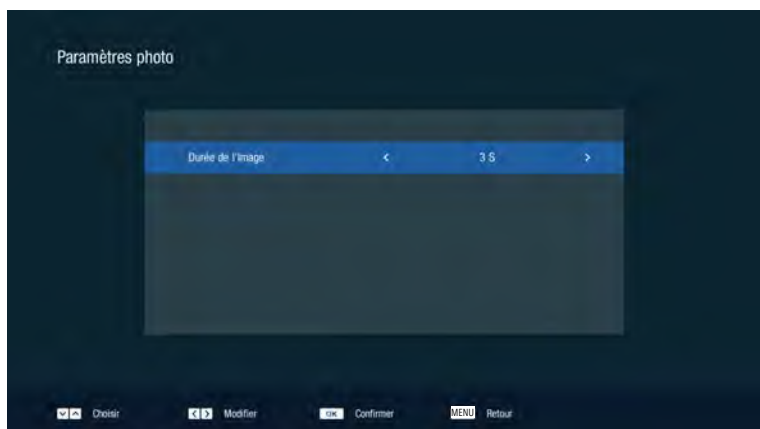 Paramètres photo
Durée de l'Image < 3 S >
Choisir Modifier OK Confirmer MENU Retour